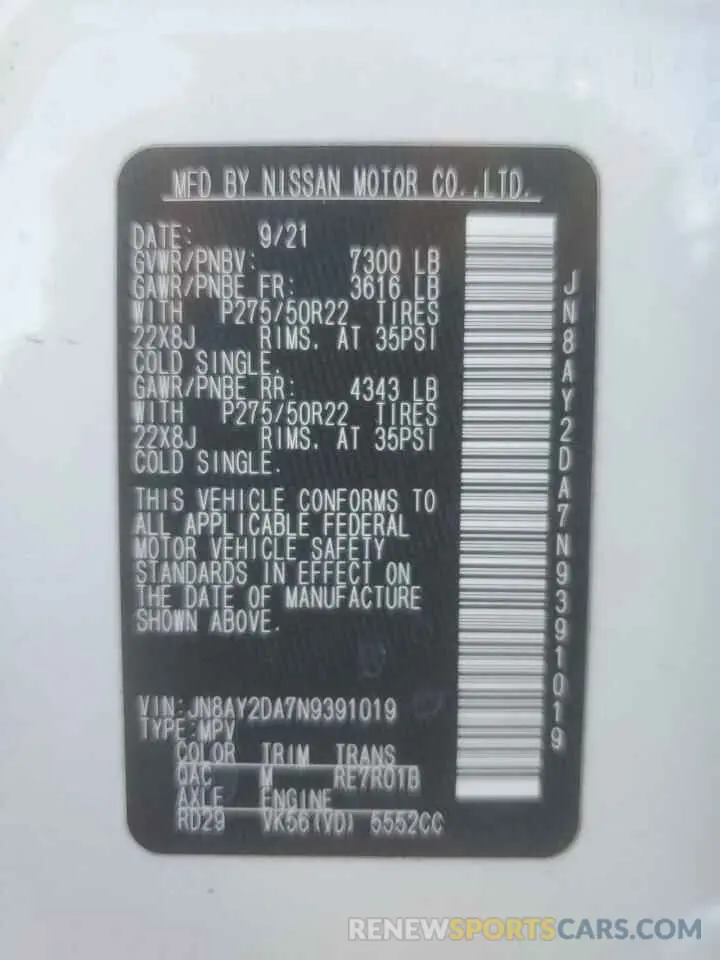 MFD BY NISSAN MOTOR CO.,LTD.
DATE: 9/21
GVWR/PNBV: 7300 LB
GAWR/PNBE FR: 3616 LB
WITH P275/50R22 TIRES
22X8J RIMS. AT 35PSI
COLD SINGLE.
GAWR/PNBE RR: 4343 LB
WITH P275/50R22 TIRES
22X8J RIMS. AT 35PSI
COLD SINGLE.
THIS VEHICLE CONFORMS TO
ALL APPLICABLE FEDERAL
MOTOR VEHICLE SAFETY
STANDARDS IN EFFECT ON
THE DATE OF MANUFACTURE
SHOWN ABOVE.
VIN:JN8AY2DA7N9391019
TYPE:MPV
COLOR TRIM TRANS
QAC M RE7R01B
AXLE ENGINE
RD29 VK56(VD) 5552CC
JN8AY2DA7N9391019
RENEWSPORTSCARS.COM